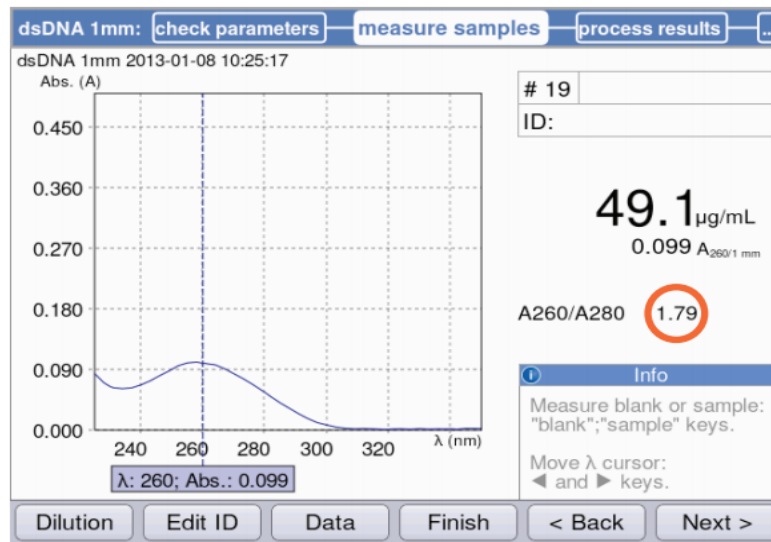 dsDNA 1mm: check parameters measure samples process results ..
dsDNA 1mm 2013-01-08 10:25:17
Abs. (A)
0.450
0.360
0.270
0.180
0.090
0.000
240 260 280 300 320 λ (nm)
λ: 260; Abs.: 0.099
# 19
ID:
49.1 µg/mL
0.099 A260/1 mm
A260/A280 1.79
i Info
Measure blank or sample:
"blank";"sample" keys.
Move λ cursor:
◀ and ▶ keys.
Dilution Edit ID Data Finish < Back Next >